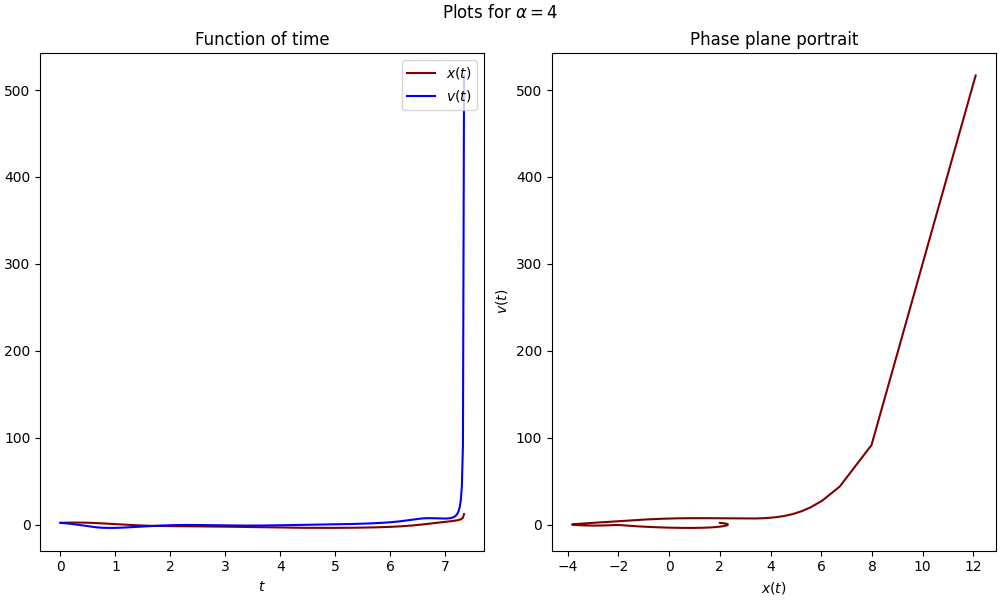 Plots for α = 4
Function of time
x(t)
v(t)
500
400
300
200
100
0
0 1 2 3 4 5 6 7
t
Phase plane portrait
v(t)
500
400
300
200
100
0
−4 −2 0 2 4 6 8 10 12
x(t)